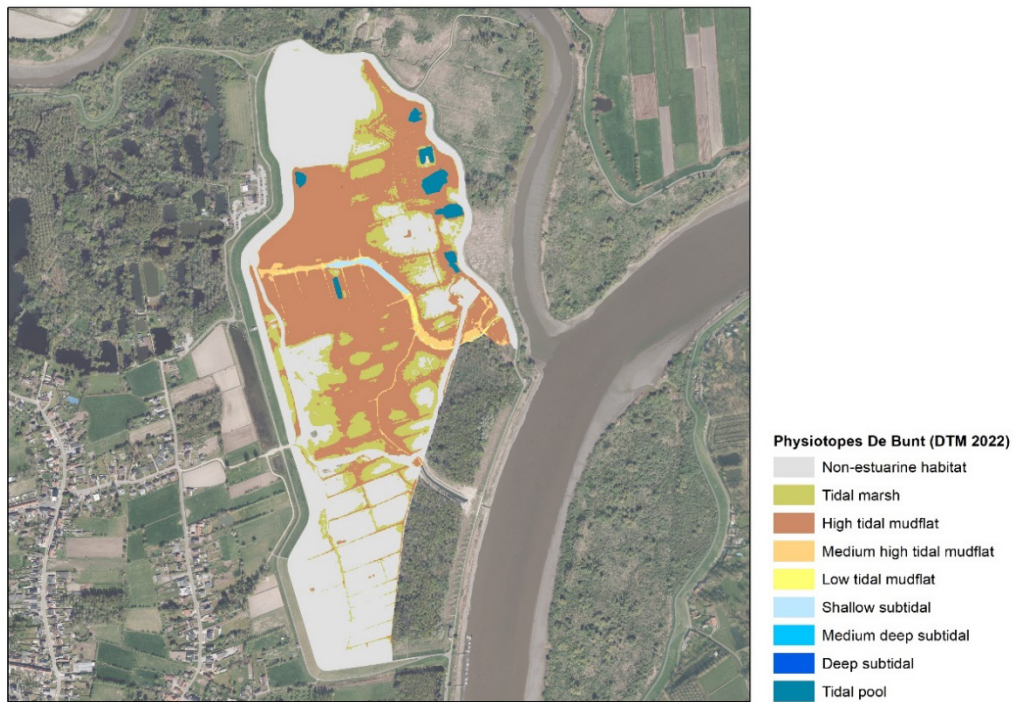 Physiotopes De Bunt (DTM 2022)
Non-estuarine habitat
Tidal marsh
High tidal mudflat
Medium high tidal mudflat
Low tidal mudflat
Shallow subtidal
Medium deep subtidal
Deep subtidal
Tidal pool